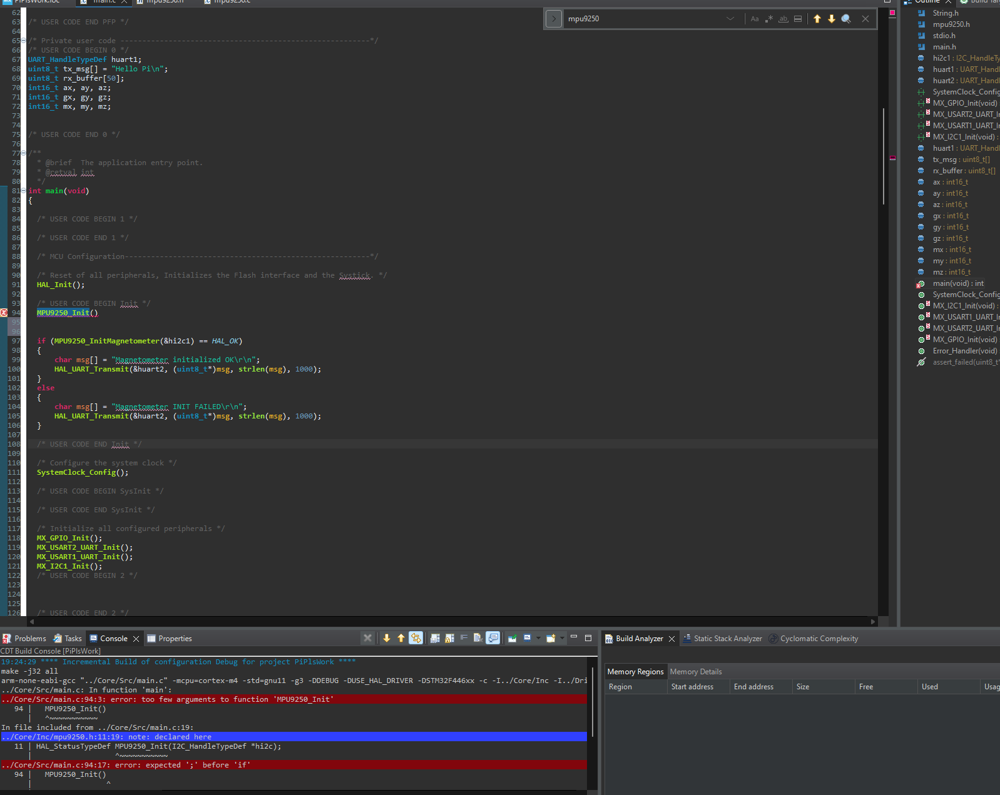 PiPlsWork.ioc main.c mpu9250.h mpu9250.c
62
63 /* USER CODE END PFP */
64
65 /* Private user code ---------------------------------------------------------*/
66 /* USER CODE BEGIN 0 */
67 UART_HandleTypeDef huart1;
68 uint8_t tx_msg[] = "Hello Pi\n";
69 uint8_t rx_buffer[50];
70 int16_t ax, ay, az;
71 int16_t gx, gy, gz;
72 int16_t mx, my, mz;
73
74
75 /* USER CODE END 0 */
76
77 /**
78 * @brief  The application entry point.
79 * @retval int
80 */
81 int main(void)
82 {
83
84 /* USER CODE BEGIN 1 */
85
86 /* USER CODE END 1 */
87
88 /* MCU Configuration--------------------------------------------------------*/
89
90 /* Reset of all peripherals, Initializes the Flash interface and the Systick. */
91 HAL_Init();
92
93 /* USER CODE BEGIN Init */
94 MPU9250_Init()
95
96
97 if (MPU9250_InitMagnetometer(&hi2c1) == HAL_OK)
98 {
99 char msg[] = "Magnetometer initialized OK\r\n";
100 HAL_UART_Transmit(&huart2, (uint8_t*)msg, strlen(msg), 1000);
101 }
102 else
103 {
104 char msg[] = "Magnetometer INIT FAILED\r\n";
105 HAL_UART_Transmit(&huart2, (uint8_t*)msg, strlen(msg), 1000);
106 }
107
108 /* USER CODE END Init */
109
110 /* Configure the system clock */
111 SystemClock_Config();
112
113 /* USER CODE BEGIN SysInit */
114
115 /* USER CODE END SysInit */
116
117 /* Initialize all configured peripherals */
118 MX_GPIO_Init();
119 MX_USART2_UART_Init();
120 MX_USART1_UART_Init();
121 MX_I2C1_Init();
122 /* USER CODE BEGIN 2 */
123
124
125
126 /* USER CODE END 2 */
mpu9250
Aa .* ab
Outline Build Tar
String.h
mpu9250.h
stdio.h
main.h
hi2c1 : I2C_HandleTy
huart1 : UART_Handl
huart2 : UART_Handl
SystemClock_Config
MX_GPIO_Init(void)
MX_USART2_UART_I
MX_USART1_UART_I
MX_I2C1_Init(void) :
huart1 : UART_Handl
tx_msg : uint8_t[]
rx_buffer : uint8_t[]
ax : int16_t
ay : int16_t
az : int16_t
gx : int16_t
gy : int16_t
gz : int16_t
mx : int16_t
my : int16_t
mz : int16_t
main(void) : int
SystemClock_Config
MX_I2C1_Init(void) :
MX_USART1_UART_I
MX_USART2_UART_I
MX_GPIO_Init(void) :
Error_Handler(void) :
assert_failed(uint8_t*
Problems Tasks Console Properties
CDT Build Console [PiPlsWork]
19:24:29 **** Incremental Build of configuration Debug for project PiPlsWork ****
make -j32 all
arm-none-eabi-gcc "../Core/Src/main.c" -mcpu=cortex-m4 -std=gnu11 -g3 -DDEBUG -DUSE_HAL_DRIVER -DSTM32F446xx -c -I../Core/Inc -I../Dri
../Core/Src/main.c: In function 'main':
../Core/Src/main.c:94:3: error: too few arguments to function 'MPU9250_Init'
94 | MPU9250_Init()
| ^~~~~~~~~~~~
In file included from ../Core/Src/main.c:19:
../Core/Inc/mpu9250.h:11:19: note: declared here
11 | HAL_StatusTypeDef MPU9250_Init(I2C_HandleTypeDef *hi2c);
| ^~~~~~~~~~~~
../Core/Src/main.c:94:17: error: expected ';' before 'if'
94 | MPU9250_Init()
| ^
Build Analyzer Static Stack Analyzer Cyclomatic Complexity
Memory Regions Memory Details
Region Start address End address Size Free Used Usag